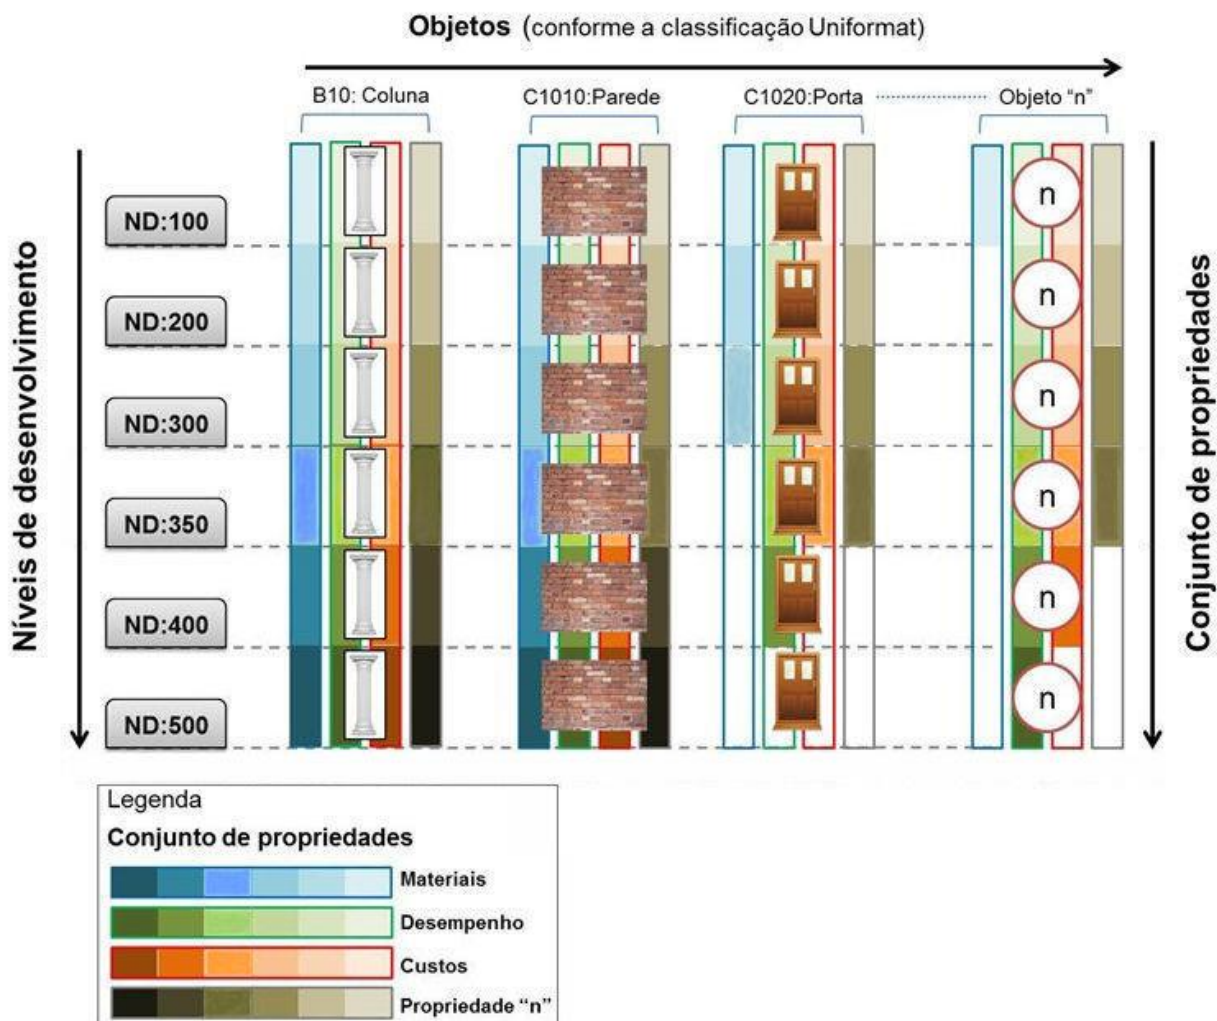 Objetos (conforme a classificação Uniformat)
B10: Coluna
C1010:Parede
C1020:Porta
Objeto “n”
Níveis de desenvolvimento
Conjunto de propriedades
ND:100
n
ND:200
n
ND:300
n
ND:350
n
ND:400
n
ND:500
n
Legenda
Conjunto de propriedades
Materiais
Desempenho
Custos
Propriedade “n”